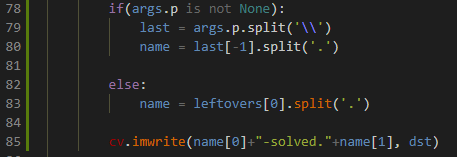 78 if(args.p is not None):
79 last = args.p.split('\\')
80 name = last[-1].split('.')
81
82 else:
83 name = leftovers[0].split('.')
84
85 cv.imwrite(name[0]+"-solved."+name[1], dst)